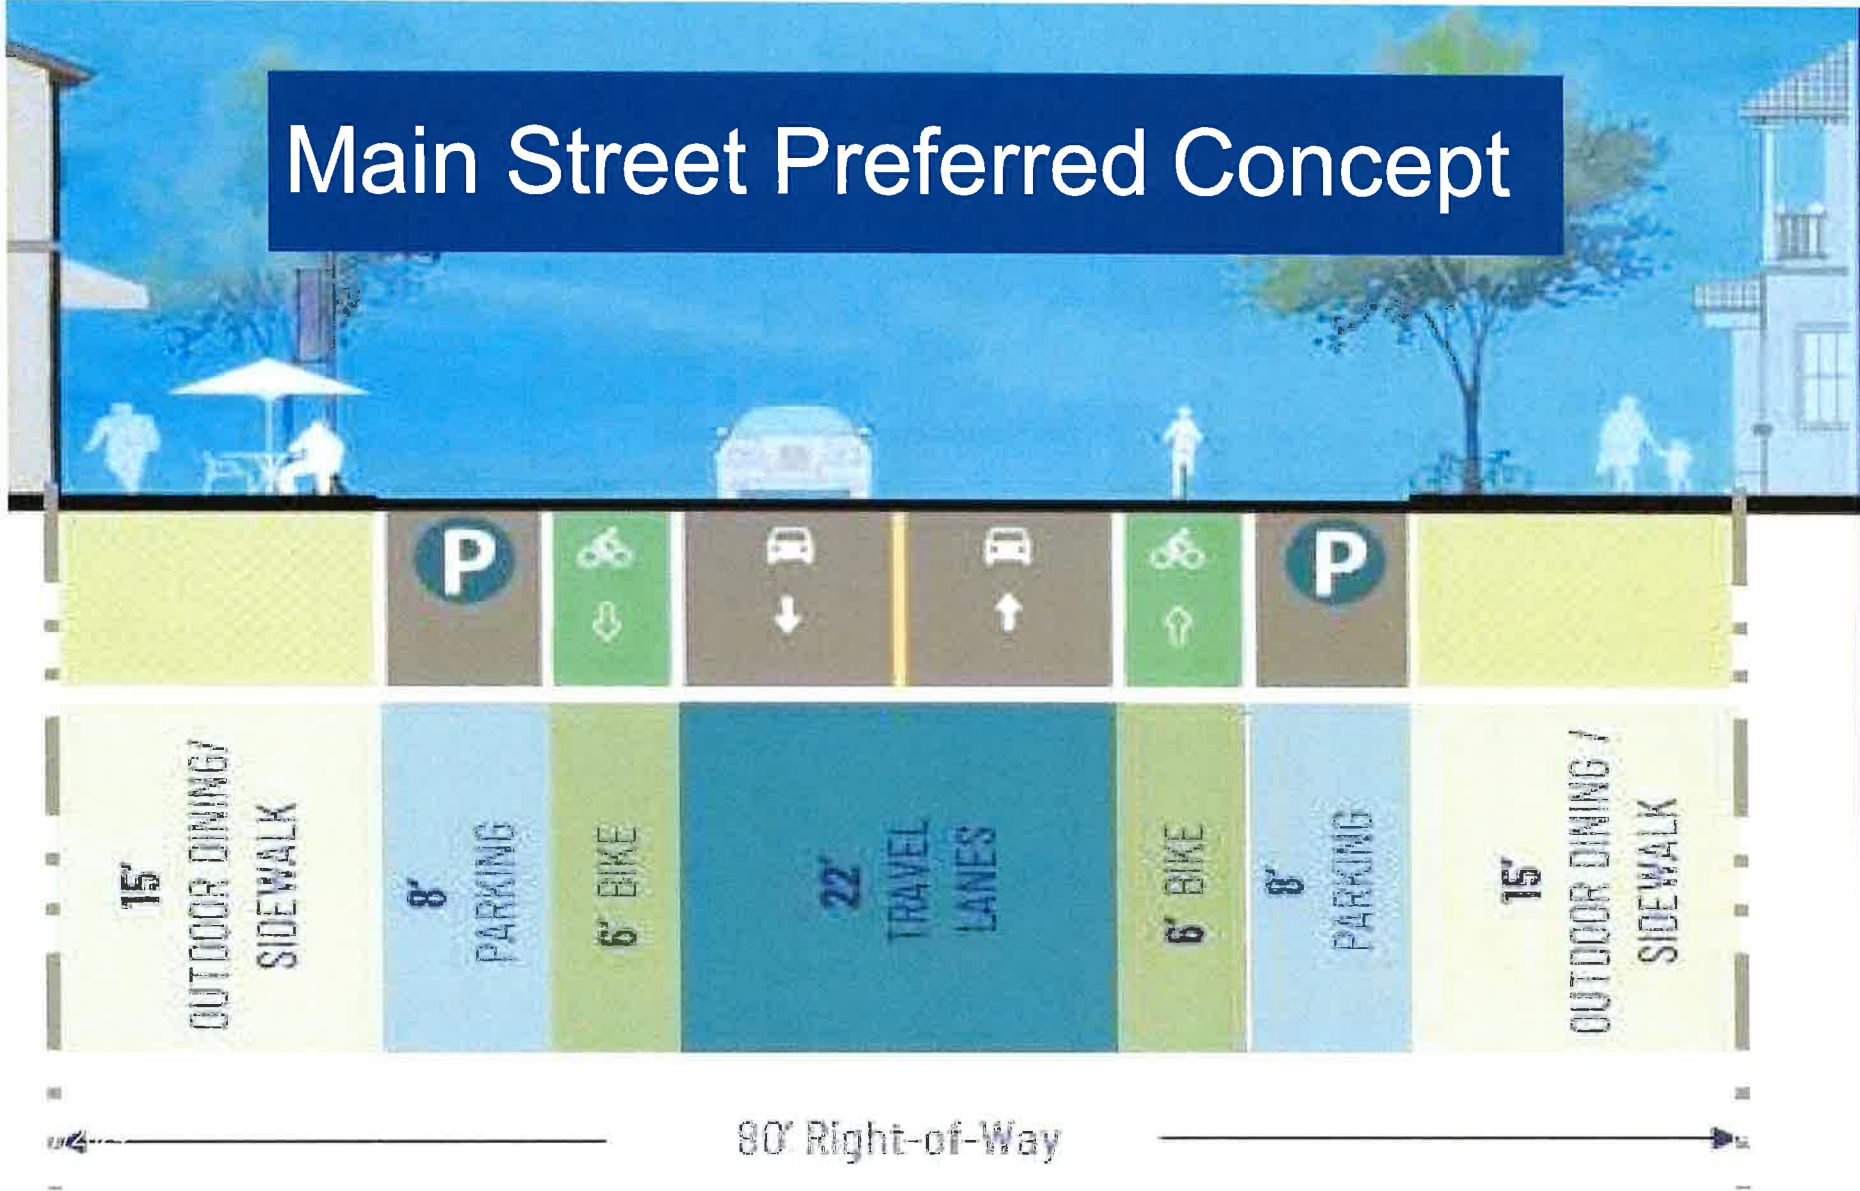 Main Street Preferred Concept
P
P
15'
OUTDOOR DINING/
SIDEWALK
8'
PARKING
6' BIKE
22'
TRAVEL
LANES
6' BIKE
8'
PARKING
15'
OUTDOOR DINING /
SIDEWALK
80' Right-of-Way